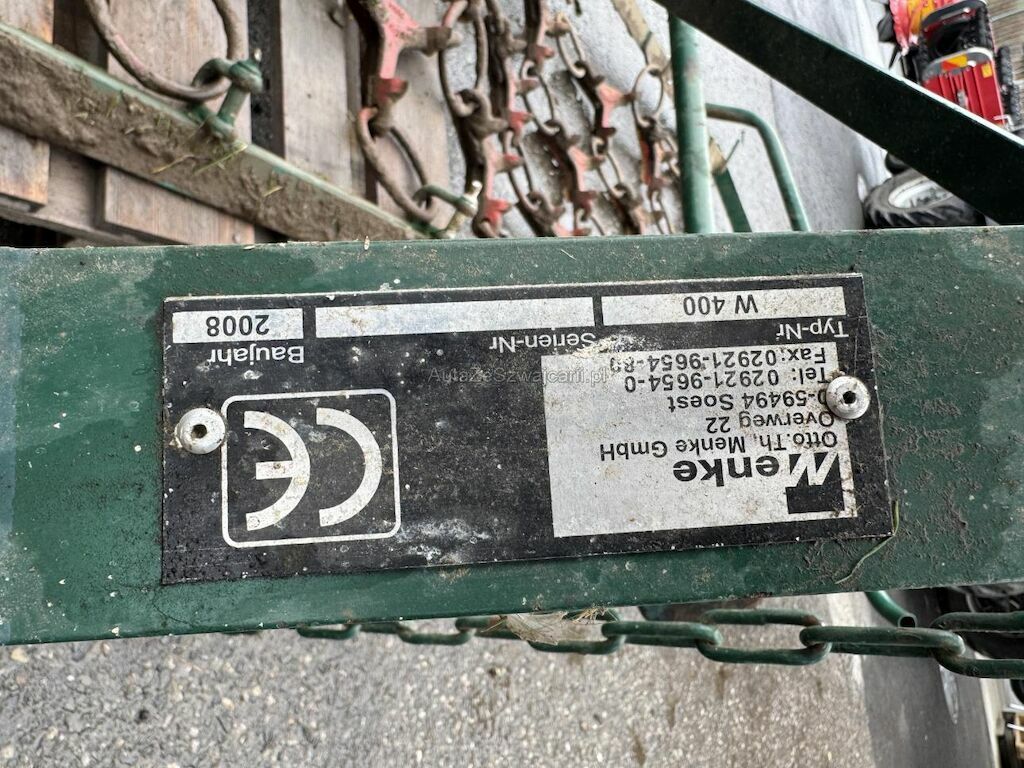 Menke
Otto.Th. Menke GmbH
Overweg 22
D-59494 Soest
Tel: 02921-9654-0
Fax:02921-9654-89
Typ-Nr
Serien-Nr
Baujahr
W 400
2008
CE
AutazeSzwajcarii.pl